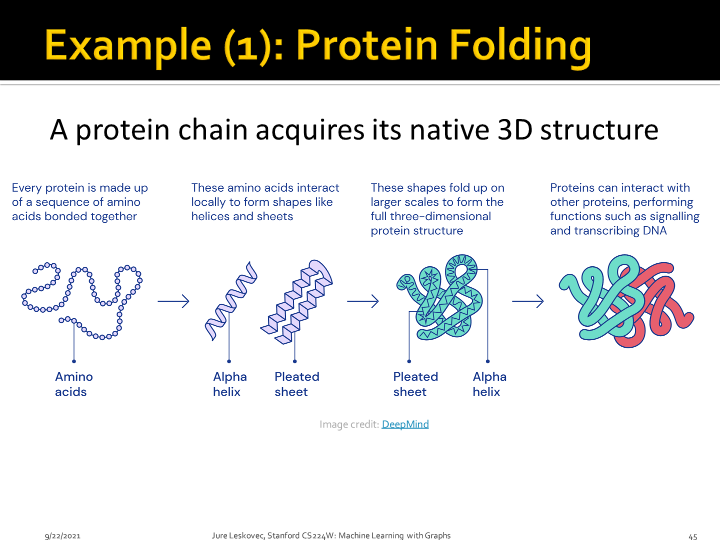 Example (1): Protein Folding
A protein chain acquires its native 3D structure
Every protein is made up
of a sequence of amino
acids bonded together
These amino acids interact
locally to form shapes like
helices and sheets
These shapes fold up on
larger scales to form the
full three-dimensional
protein structure
Proteins can interact with
other proteins, performing
functions such as signalling
and transcribing DNA
Amino
acids
Alpha
helix
Pleated
sheet
Pleated
sheet
Alpha
helix
Image credit: DeepMind
9/22/2021
Jure Leskovec, Stanford CS224W: Machine Learning with Graphs
45